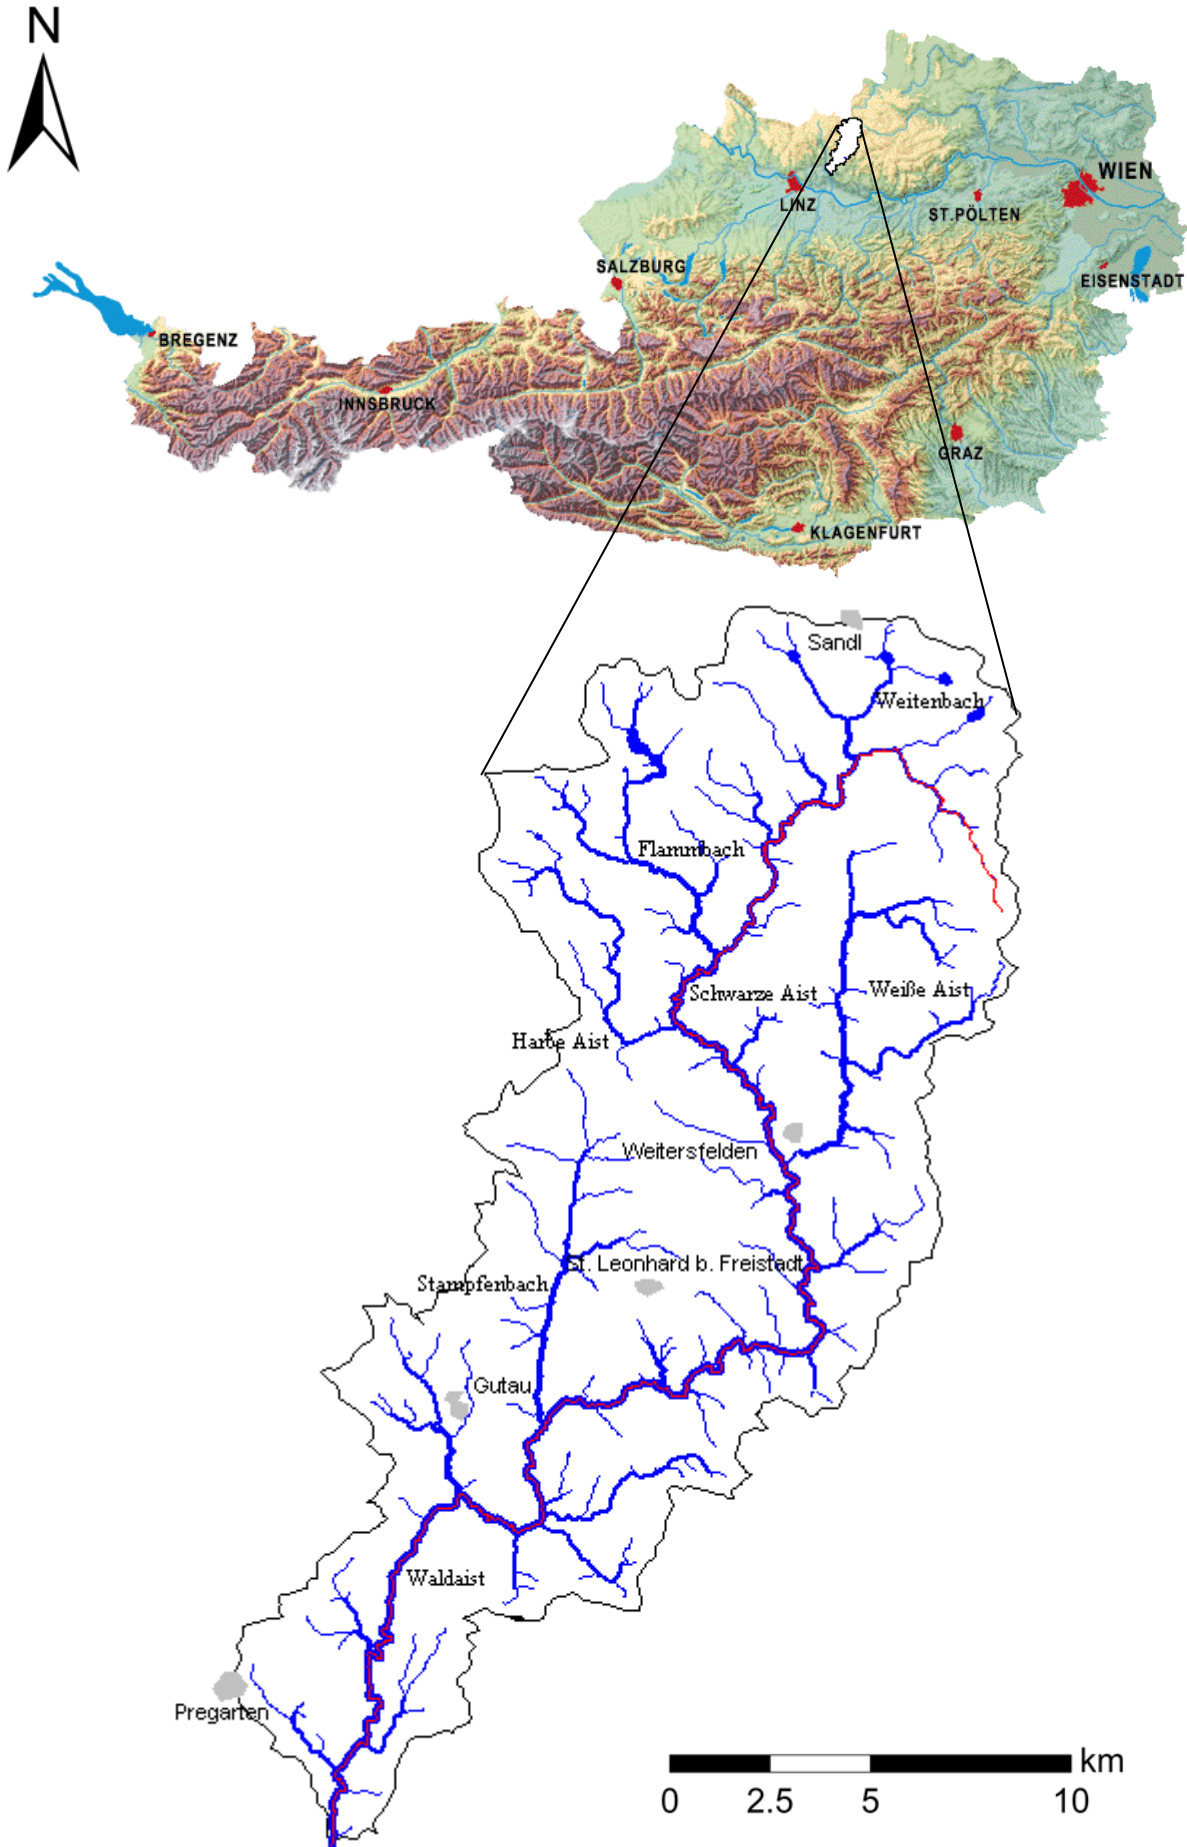 N
WIEN
LINZ
ST.PÖLTEN
SALZBURG
EISENSTADT
BREGENZ
INNSBRUCK
GRAZ
KLAGENFURT
Sandl
Weitenbach
Flammbach
Schwarze Aist
Weiße Aist
Harbe Aist
Weitersfelden
St. Leonhard b. Freistadt
Stampfenbach
Gutau
Waldaist
Pregarten
km
0 2.5 5 10